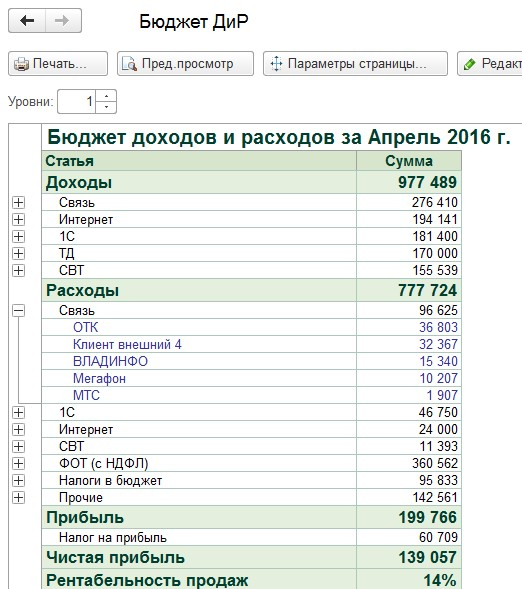 Бюджет ДиР
Печать... Пред.просмотр Параметры страницы... Редакт
Уровни: 1
Бюджет доходов и расходов за Апрель 2016 г.
Статья Сумма
Доходы 977 489
Связь 276 410
Интернет 194 141
1С 181 400
ТД 170 000
СВТ 155 539
Расходы 777 724
Связь 96 625
ОТК 36 803
Клиент внешний 4 32 367
ВЛАДИНФО 15 340
Мегафон 10 207
МТС 1 907
1С 46 750
Интернет 24 000
СВТ 11 393
ФОТ (с НДФЛ) 360 562
Налоги в бюджет 95 833
Прочие 142 561
Прибыль 199 766
Налог на прибыль 60 709
Чистая прибыль 139 057
Рентабельность продаж 14%